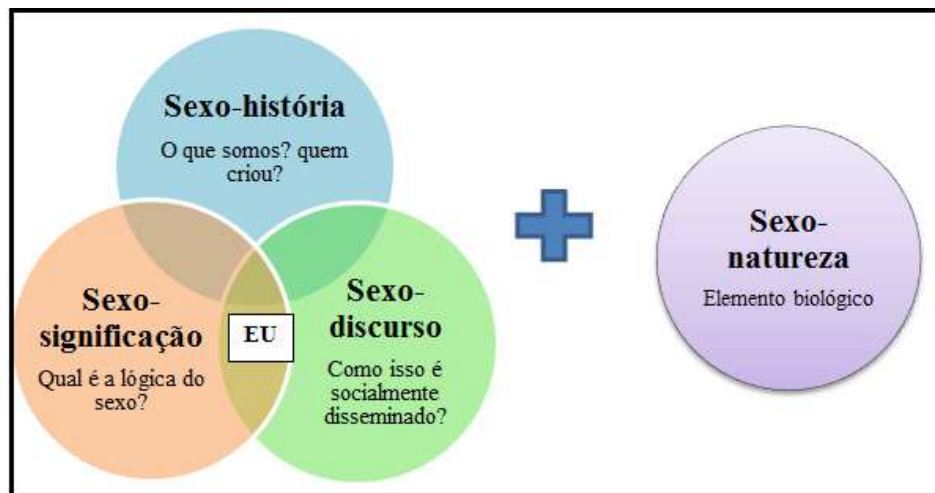 Sexo-história
O que somos? quem
criou?
Sexo-
significação
Qual é a lógica do
sexo?
EU
Sexo-
discurso
Como isso é
socialmente
disseminado?
Sexo-
natureza
Elemento biológico